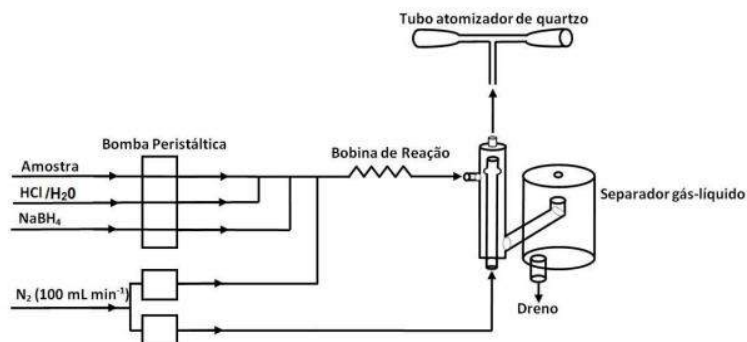 Tubo atomizador de quartzo
Bomba Peristáltica
Bobina de Reação
Amostra
HCl /H20
NaBH₄
Separador gás-líquido
N₂ (100 mL min⁻¹)
Dreno